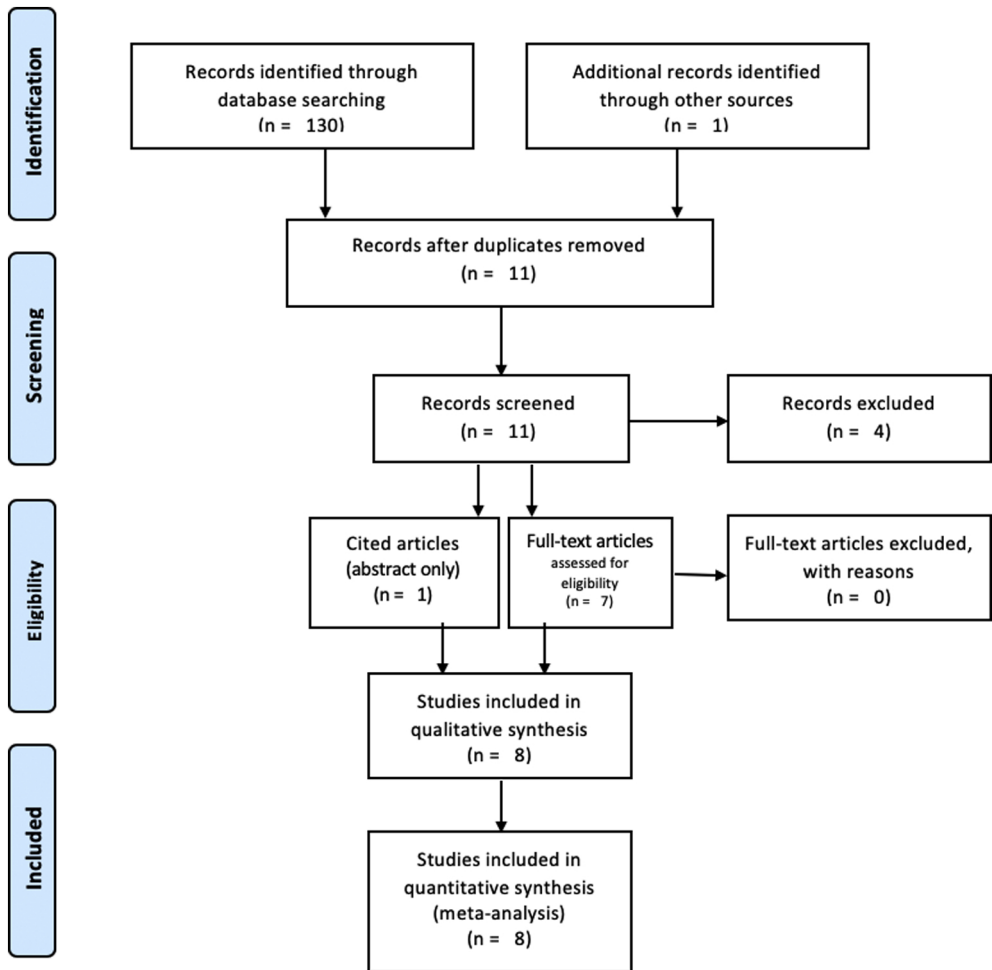 Identification
Records identified through
database searching
(n = 130)
Additional records identified
through other sources
(n = 1)
Records after duplicates removed
(n = 11)
Screening
Records screened
(n = 11)
Records excluded
(n = 4)
Eligibility
Cited articles
(abstract only)
(n = 1)
Full-text articles
assessed for
eligibility
(n = 7)
Full-text articles excluded,
with reasons
(n = 0)
Studies included in
qualitative synthesis
(n = 8)
Included
Studies included in
quantitative synthesis
(meta-analysis)
(n = 8)